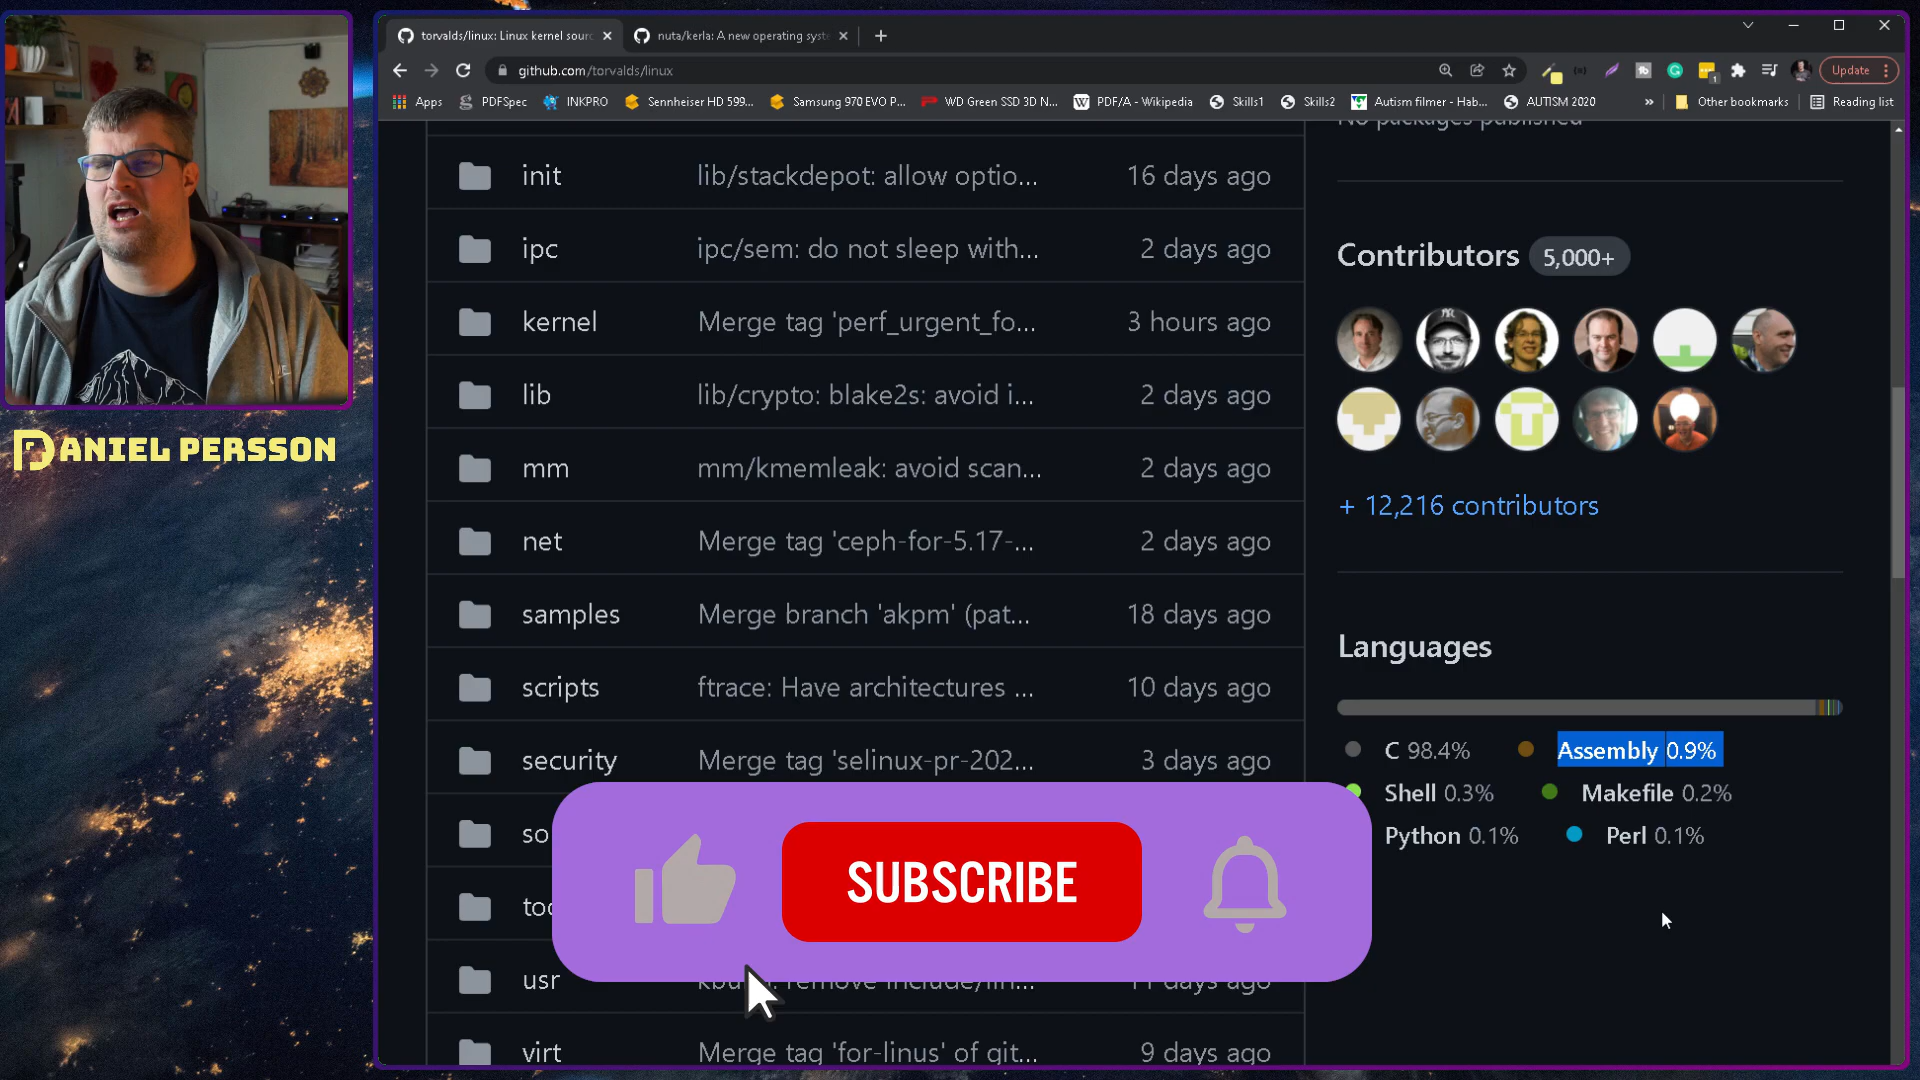 torvalds/linux: Linux kernel sour
nuta/kerla: A new operating syst
github.com/torvalds/linux
Update
Apps
PDFSpec
INKPRO
Sennheiser HD 599...
Samsung 970 EVO P...
WD Green SSD 3D N...
PDF/A - Wikipedia
Skills1
Skills2
Autism filmer - Hab...
AUTISM 2020
»
Other bookmarks
Reading list
No packages published
init lib/stackdepot: allow optio... 16 days ago
ipc ipc/sem: do not sleep with... 2 days ago
kernel Merge tag 'perf_urgent_fo... 3 hours ago
lib lib/crypto: blake2s: avoid i... 2 days ago
mm mm/kmemleak: avoid scan... 2 days ago
net Merge tag 'ceph-for-5.17-... 2 days ago
samples Merge branch 'akpm' (pat... 18 days ago
scripts ftrace: Have architectures ... 10 days ago
security Merge tag 'selinux-pr-202... 3 days ago
so
too
usr
virt Merge tag 'for-linus' of git... 9 days ago
Contributors 5,000+
+ 12,216 contributors
Languages
C 98.4% Assembly 0.9%
Shell 0.3% Makefile 0.2%
Python 0.1% Perl 0.1%
SUBSCRIBE
DANIEL PERSSON